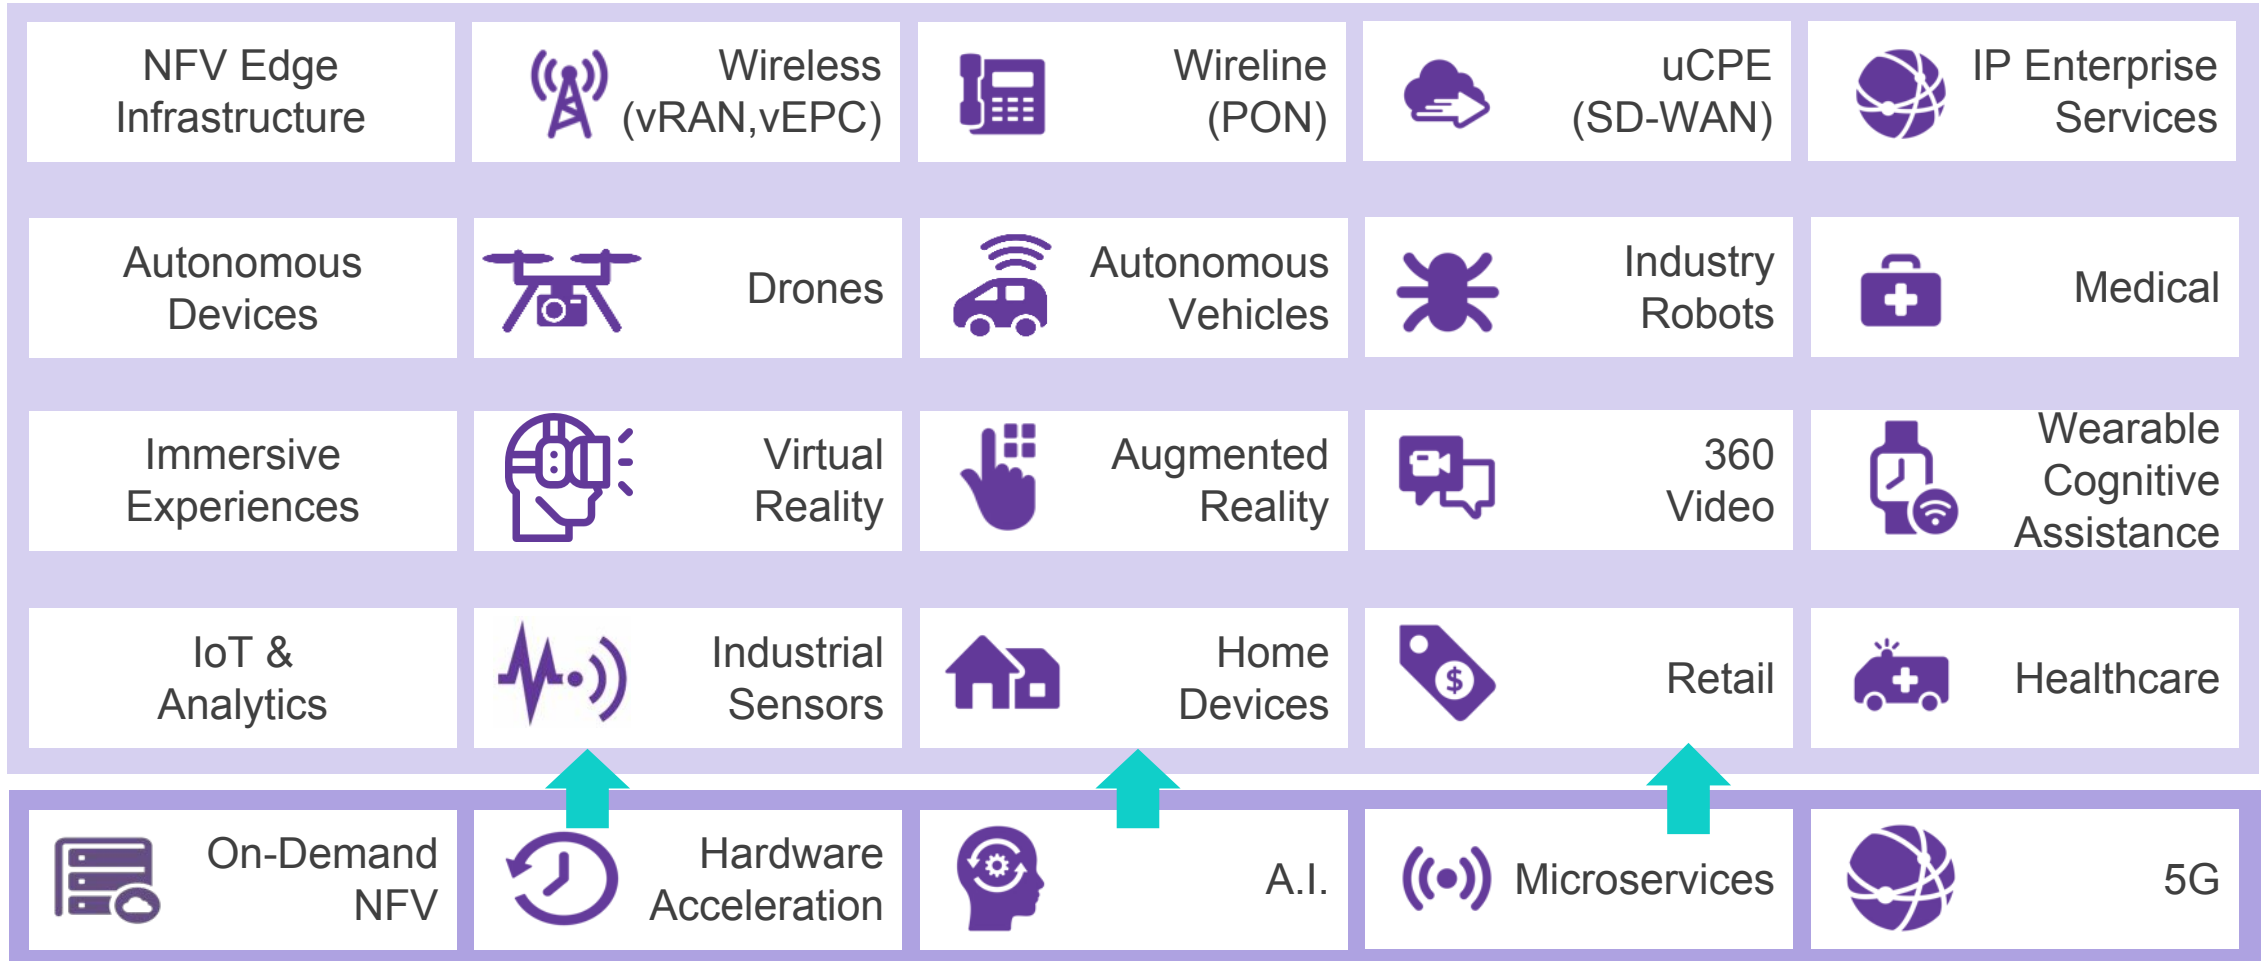 NFV Edge
Infrastructure
Wireless
(vRAN,vEPC)
Wireline
(PON)
uCPE
(SD-WAN)
IP Enterprise
Services
Autonomous
Devices
Drones
Autonomous
Vehicles
Industry
Robots
Medical
Immersive
Experiences
Virtual
Reality
Augmented
Reality
360
Video
Wearable
Cognitive
Assistance
IoT &
Analytics
Industrial
Sensors
Home
Devices
$
Retail
Healthcare
On-Demand
NFV
Hardware
Acceleration
A.I.
Microservices
5G